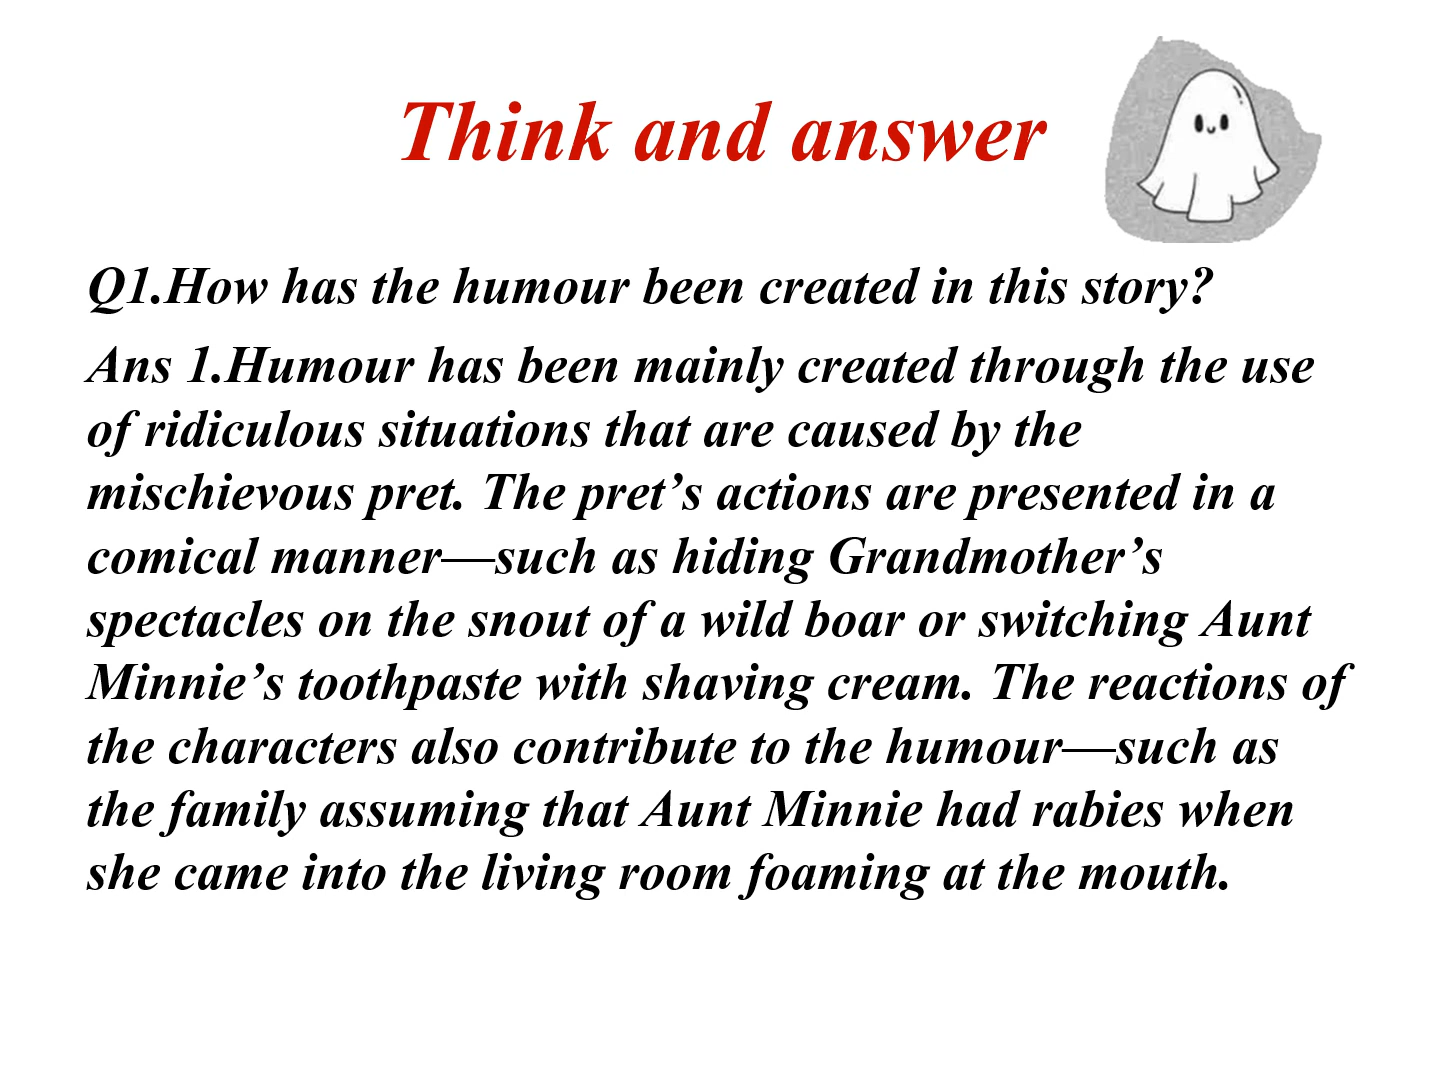 Think and answer
Q1.How has the humour been created in this story?
Ans 1.Humour has been mainly created through the use
of ridiculous situations that are caused by the
mischievous pret. The pret’s actions are presented in a
comical manner—such as hiding Grandmother’s
spectacles on the snout of a wild boar or switching Aunt
Minnie’s toothpaste with shaving cream. The reactions of
the characters also contribute to the humour—such as
the family assuming that Aunt Minnie had rabies when
she came into the living room foaming at the mouth.